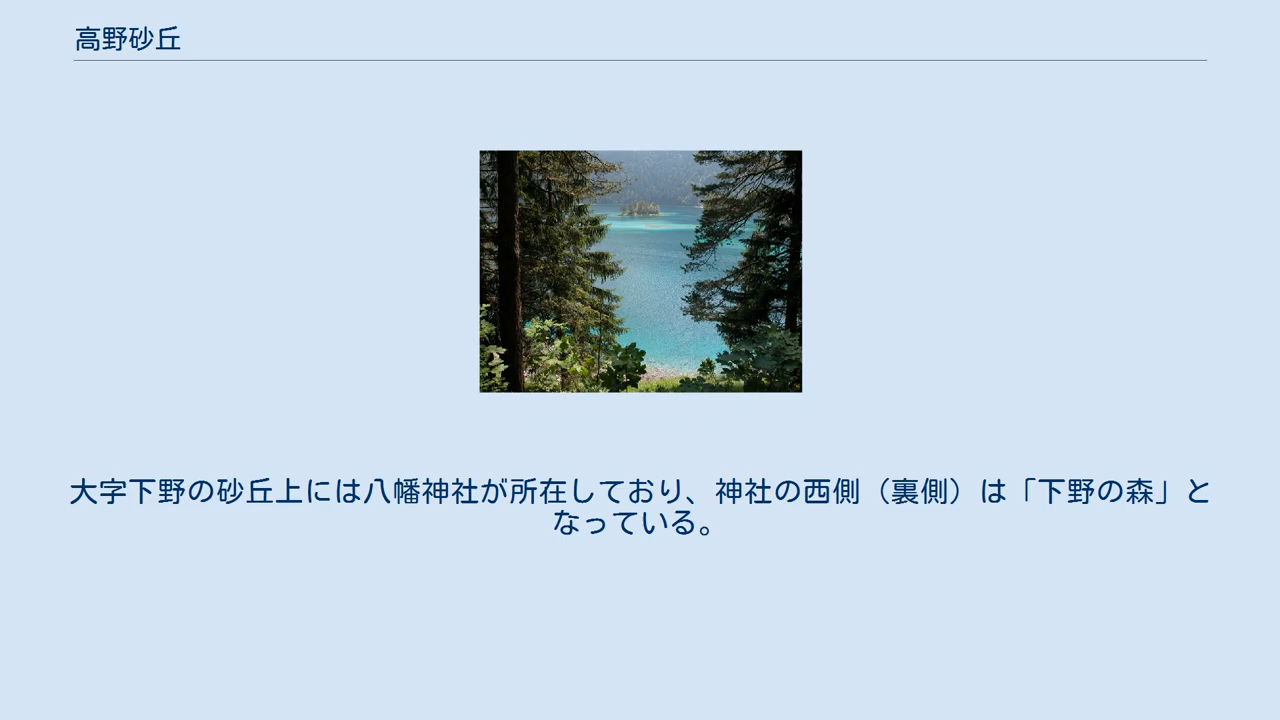 高野砂丘
大字下野の砂丘上には八幡神社が所在しており、神社の西側（裏側）は「下野の森」と
なっている。